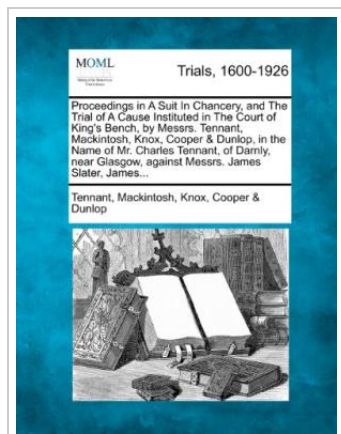 MOML
Trials, 1600-1926
Proceedings in A Suit In Chancery, and The
Trial of A Cause Instituted in The Court of
King's Bench, by Messrs. Tennant,
Mackintosh, Knox, Cooper & Dunlop, in the
Name of Mr. Charles Tennant, of Darnly,
near Glasgow, against Messrs. James
Slater, James...
Tennant, Mackintosh, Knox, Cooper &
Dunlop